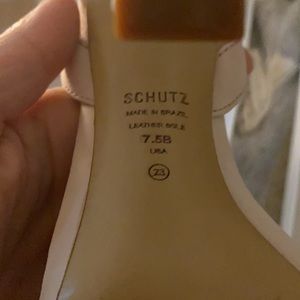 SCHUTZ
MADE IN BRAZIL
LEATHER SOLE
7.5B
USA
23